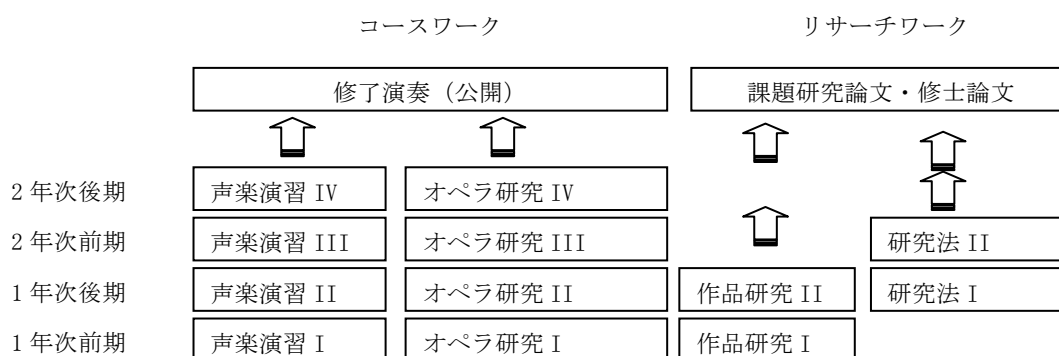 コースワーク リサーチワーク
修了演奏（公開） 課題研究論文・修士論文
2 年次後期 声楽演習 IV オペラ研究 IV
2 年次前期 声楽演習 III オペラ研究 III 研究法 II
1 年次後期 声楽演習 II オペラ研究 II 作品研究 II 研究法 I
1 年次前期 声楽演習 I オペラ研究 I 作品研究 I